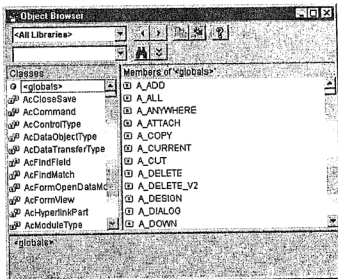 Object Browser
<All Libraries>
Classes
Members of '<globals>'
<globals>
AcCloseSave
AcCommand
AcControlType
AcDataObjectType
AcDataTransferType
AcFindField
AcFindMatch
AcFormOpenDataMo
AcFormView
AcHyperlinkPart
AcModuleType
A_ADD
A_ALL
A_ANYWHERE
A_ATTACH
A_COPY
A_CURRENT
A_CUT
A_DELETE
A_DELETE_V2
A_DESIGN
A_DIALOG
A_DOWN
<globals>